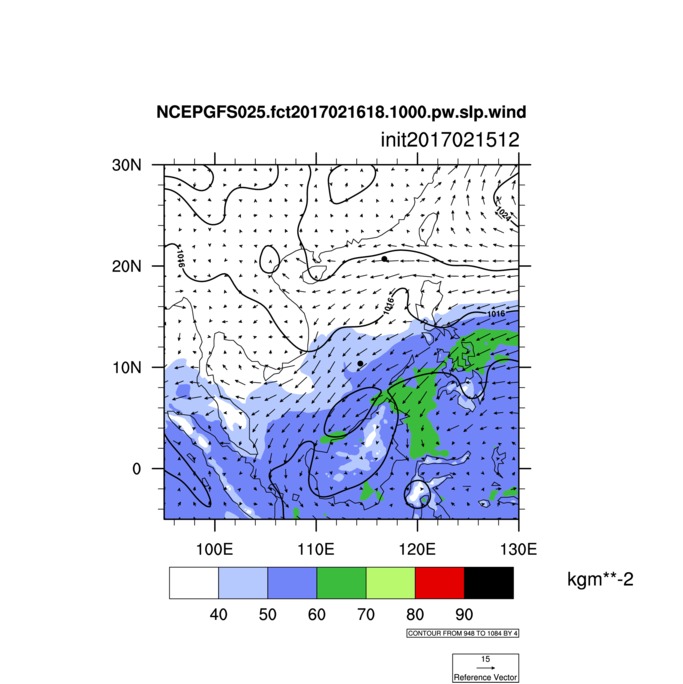 NCEPGFS025.fct2017021618.1000.pw.slp.wind
init2017021512
30N
1024
1016
20N
1016
1016
10N
0
100E 110E 120E 130E
kgm**-2
40 50 60 70 80 90
CONTOUR FROM 948 TO 1084 BY 4
15
Reference Vector